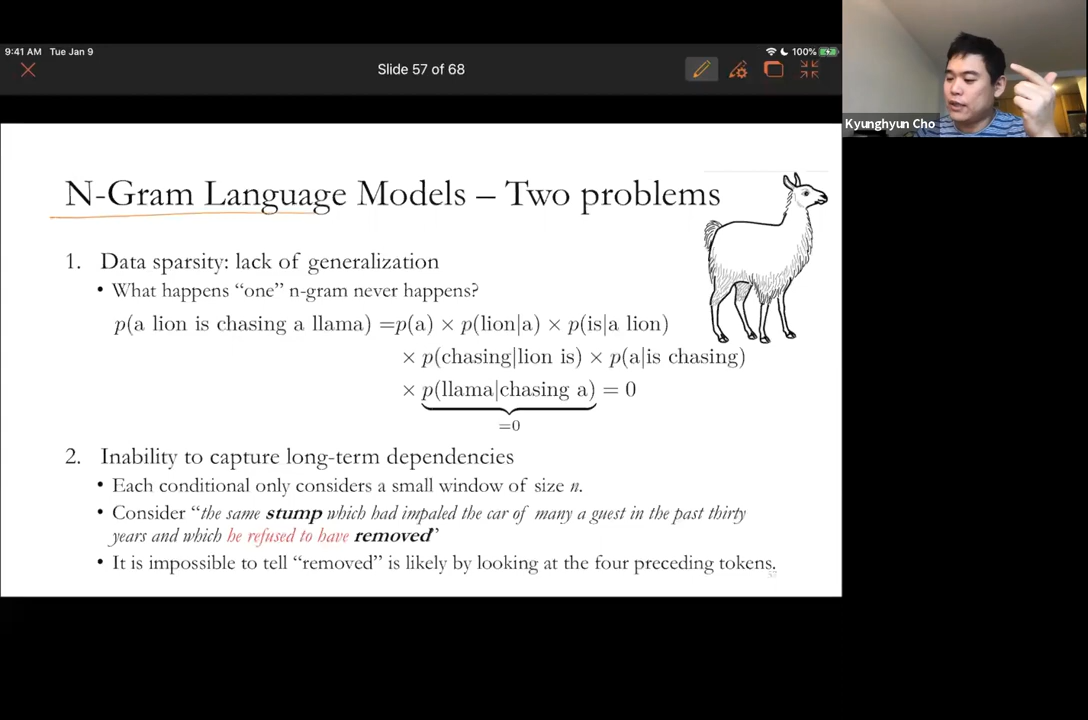 9:41 AM Tue Jan 9
100%
Slide 57 of 68
Kyunghyun Cho
N-Gram Language Models – Two problems
1. Data sparsity: lack of generalization
• What happens “one” n-gram never happens?
p(a lion is chasing a llama) =p(a) × p(lion|a) × p(is|a lion)
× p(chasing|lion is) × p(a|is chasing)
× p(llama|chasing a) = 0
=0
2. Inability to capture long-term dependencies
• Each conditional only considers a small window of size n.
• Consider “the same stump which had impaled the car of many a guest in the past thirty
years and which he refused to have removed”
• It is impossible to tell “removed” is likely by looking at the four preceding tokens.